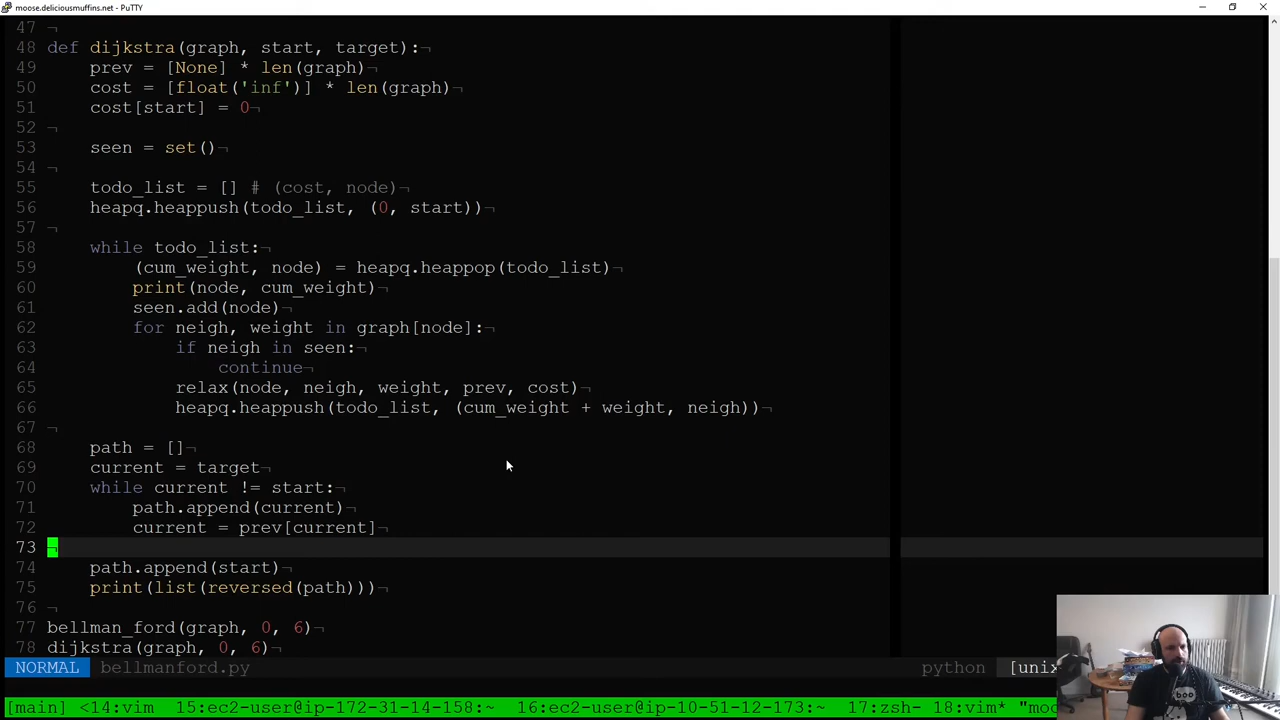 moose.deliciousmuffins.net - PuTTY
47 ¬
48 def dijkstra(graph, start, target):¬
49     prev = [None] * len(graph)¬
50     cost = [float('inf')] * len(graph)¬
51     cost[start] = 0¬
52 ¬
53     seen = set()¬
54 ¬
55     todo_list = [] # (cost, node)¬
56     heapq.heappush(todo_list, (0, start))¬
57 ¬
58     while todo_list:¬
59         (cum_weight, node) = heapq.heappop(todo_list)¬
60         print(node, cum_weight)¬
61         seen.add(node)¬
62         for neigh, weight in graph[node]:¬
63             if neigh in seen:¬
64                 continue¬
65             relax(node, neigh, weight, prev, cost)¬
66             heapq.heappush(todo_list, (cum_weight + weight, neigh))¬
67 ¬
68     path = []¬
69     current = target¬
70     while current != start:¬
71         path.append(current)¬
72         current = prev[current]¬
73 ¬
74     path.append(start)¬
75     print(list(reversed(path)))¬
76 ¬
77 bellman_ford(graph, 0, 6)¬
78 dijkstra(graph, 0, 6)¬
NORMAL bellmanford.py python [unix
[main] <14:vim 15:ec2-user@ip-172-31-14-158:~ 16:ec2-user@ip-10-51-12-173:~ 17:zsh- 18:vim* "moo